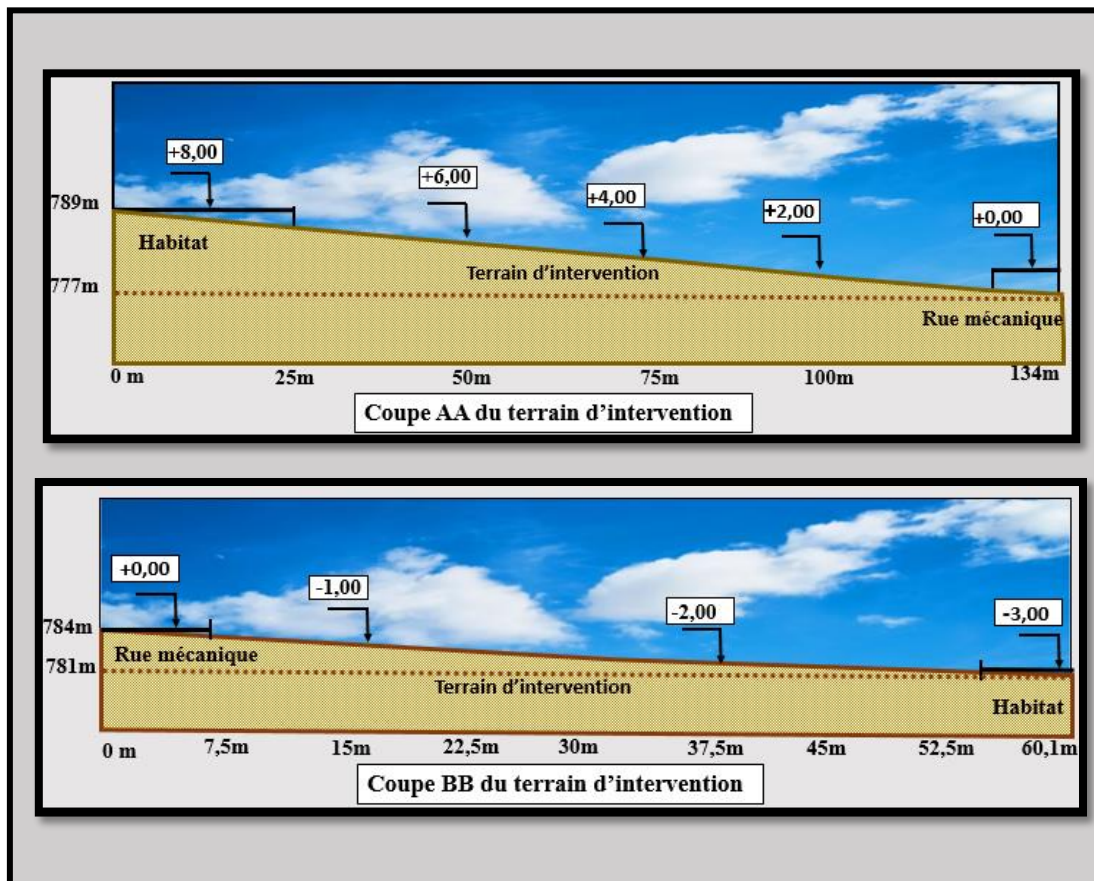 +8,00
+6,00
+4,00
+2,00
+0,00
789m
Habitat
Terrain d'intervention
777m
Rue mécanique
0 m 25m 50m 75m 100m 134m
Coupe AA du terrain d'intervention
+0,00
-1,00
-2,00
-3,00
784m
Rue mécanique
781m
Terrain d'intervention
Habitat
0 m 7,5m 15m 22,5m 30m 37,5m 45m 52,5m 60,1m
Coupe BB du terrain d'intervention